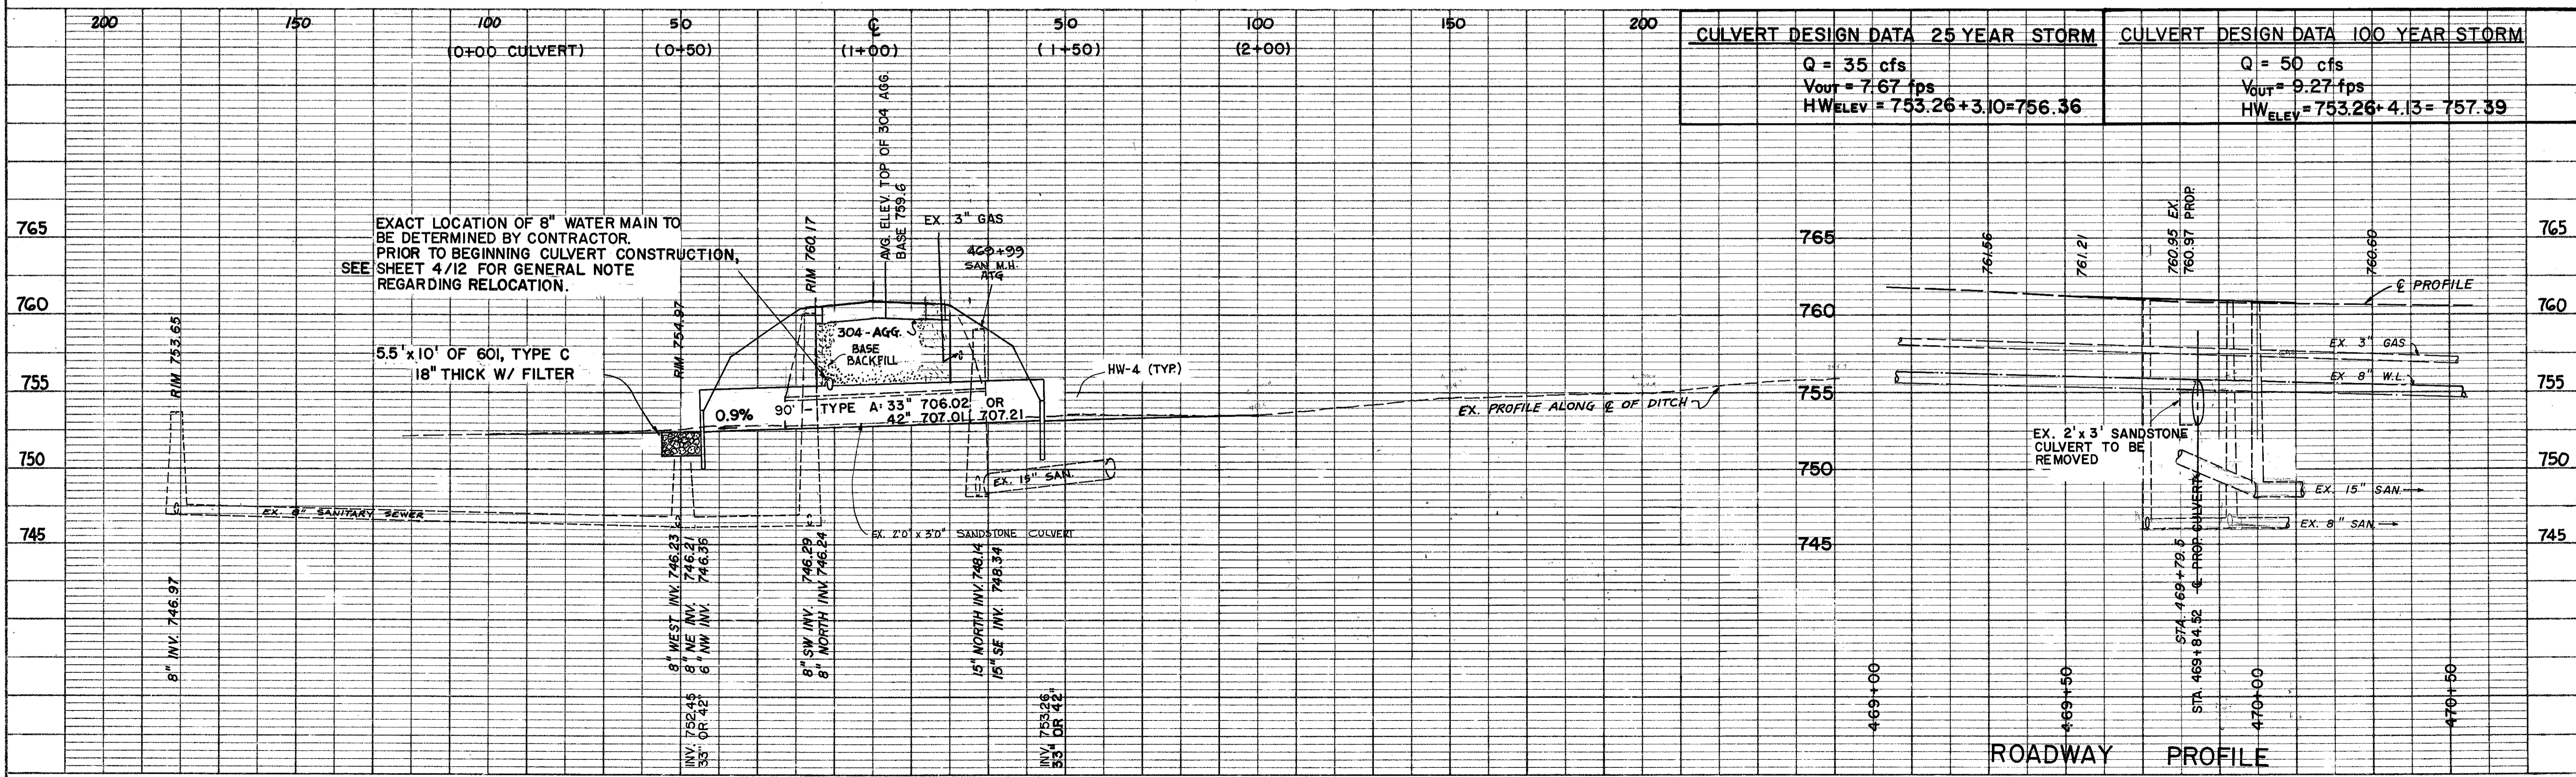 200 150 100 50 ℄ 50 100 150 200
(0+00 CULVERT) (0+50) (1+00) (1+50) (2+00)
CULVERT DESIGN DATA 25 YEAR STORM
Q = 35 cfs
VOUT = 7.67 fps
HWELEV = 753.26+3.10=756.36
CULVERT DESIGN DATA 100 YEAR STORM
Q = 50 cfs
VOUT = 9.27 fps
HWELEV = 753.26+4.13= 757.39
765
760
755
750
745
EXACT LOCATION OF 8" WATER MAIN TO
BE DETERMINED BY CONTRACTOR.
PRIOR TO BEGINNING CULVERT CONSTRUCTION,
SEE SHEET 4/12 FOR GENERAL NOTE
REGARDING RELOCATION.
5.5'x10' OF 601, TYPE C
18" THICK W/ FILTER
RIM 753.65
RIM 754.97
RIM 760.17
AVG. ELEV. TOP OF 304 AGG.
BASE 759.6
EX. 3" GAS
469+99
SAN M.H.
ATG
304-AGG.
BASE
BACKFILL
HW-4 (TYP.)
0.9%
90' - TYPE A: 33" 706.02 OR
42" 707.01, 707.21
EX. PROFILE ALONG ℄ OF DITCH
EX. 15" SAN.
EX. 8" SANITARY SEWER
EX. 2'0" x 3'0" SANDSTONE CULVERT
8" INV. 746.97
8" WEST INV. 746.23
8" NE INV. 746.21
6" NW INV. 746.36
8" SW INV. 746.29
8" NORTH INV. 746.24
15" NORTH INV. 748.14
15" SE INV. 748.34
INV. 752.45
33" OR 42"
INV. 753.26
33" OR 42"
765
760
755
750
745
761.56
761.21
760.95 EX.
760.97 PROP.
760.60
℄ PROFILE
EX. 3" GAS
EX. 8" W.L.
EX. 2'x 3' SANDSTONE
CULVERT TO BE
REMOVED
EX. 15" SAN.
EX. 8" SAN.
STA. 469+79.5
STA. 469+84.52 ℄ PROP. CULVERT
469+00
469+50
470+00
470+50
765
760
755
750
745
ROADWAY PROFILE